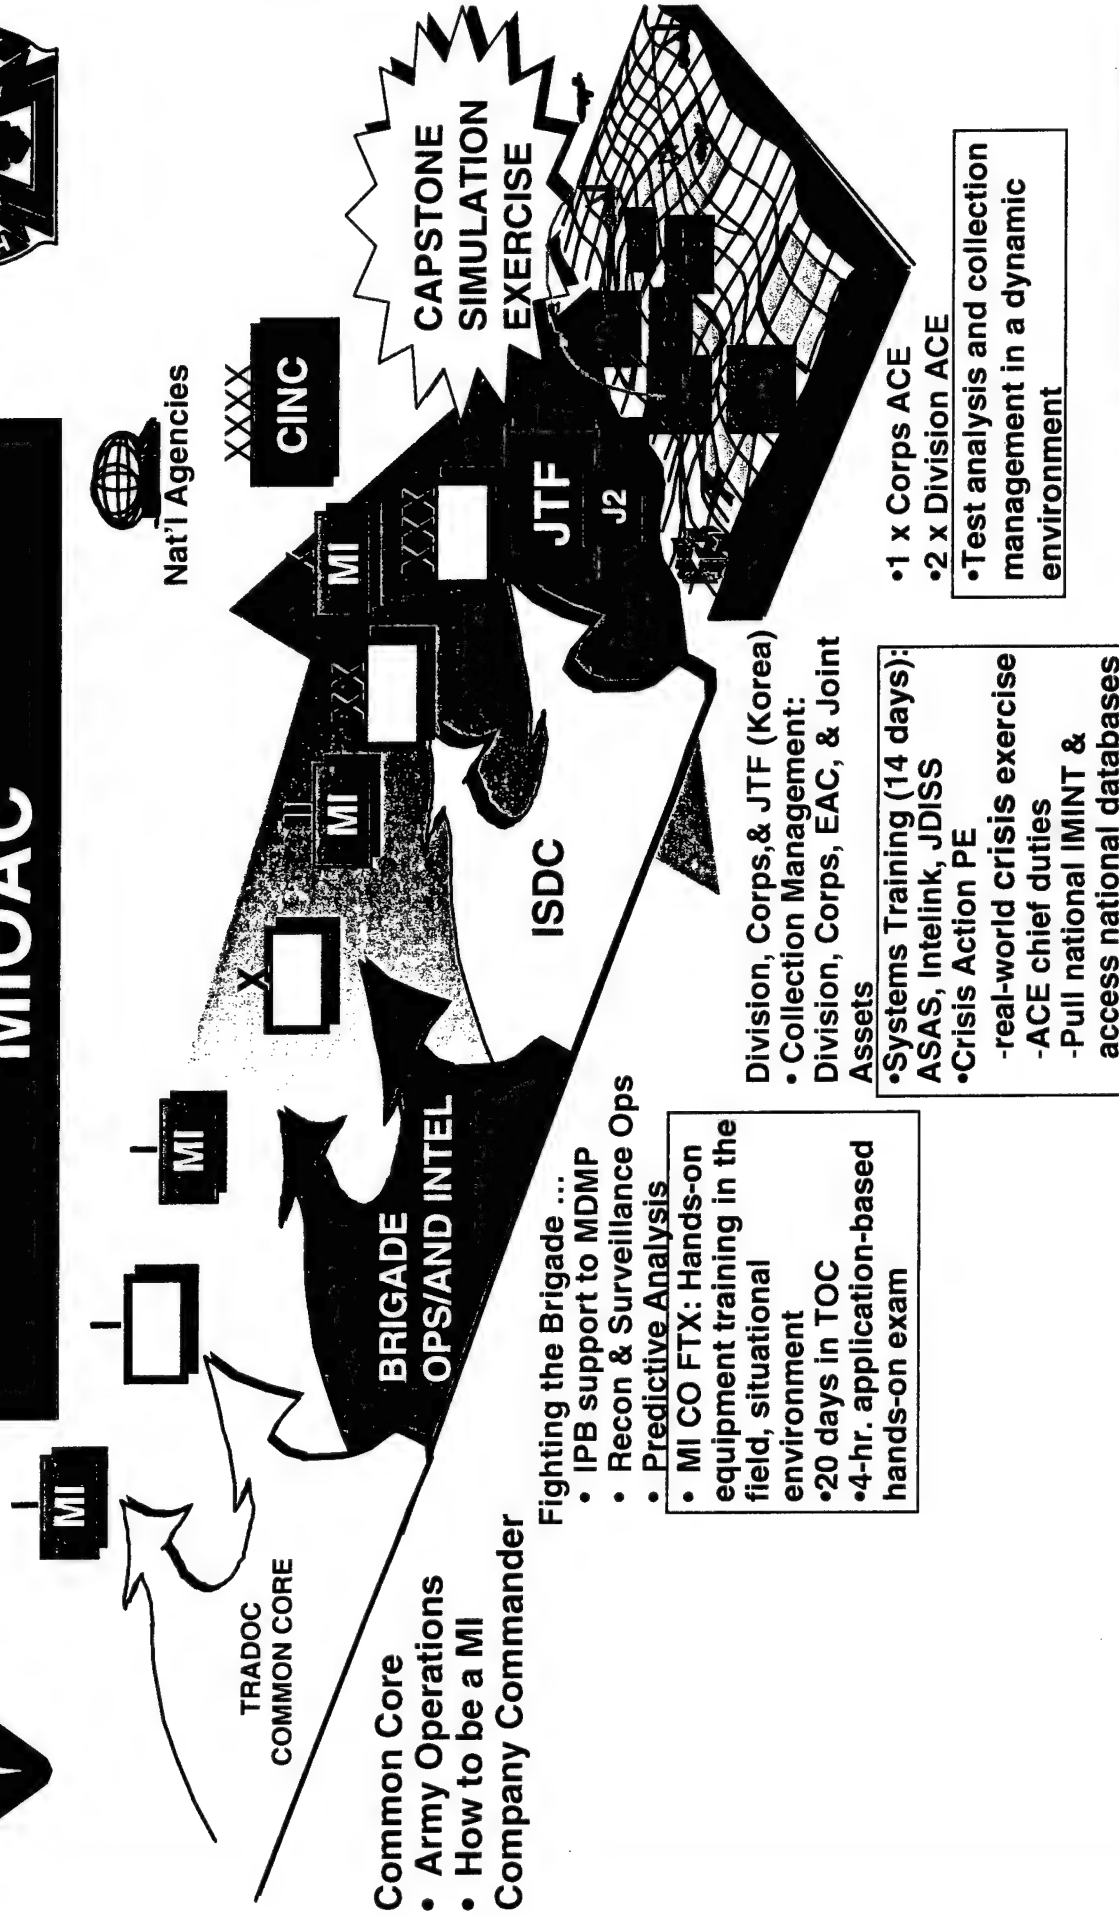 MIOAC
Nat'l Agencies
XXXX
CINC
MI
MI
MI
MI
X
XXX
XXX
JTF
J2
CAPSTONE
SIMULATION
EXERCISE
TRADOC
COMMON CORE
BRIGADE
OPS/AND INTEL
ISDC
Common Core
• Army Operations
• How to be a MI
Company Commander
Fighting the Brigade ...
• IPB support to MDMP
• Recon & Surveillance Ops
• Predictive Analysis
• MI CO FTX: Hands-on
equipment training in the
field, situational
environment
•20 days in TOC
•4-hr. application-based
hands-on exam
Division, Corps,& JTF (Korea)
• Collection Management:
Division, Corps, EAC, & Joint
Assets
•Systems Training (14 days):
ASAS, Intelink, JDISS
•Crisis Action PE
-real-world crisis exercise
-ACE chief duties
-Pull national IMINT &
access national databases
•1 x Corps ACE
•2 x Division ACE
•Test analysis and collection
management in a dynamic
environment